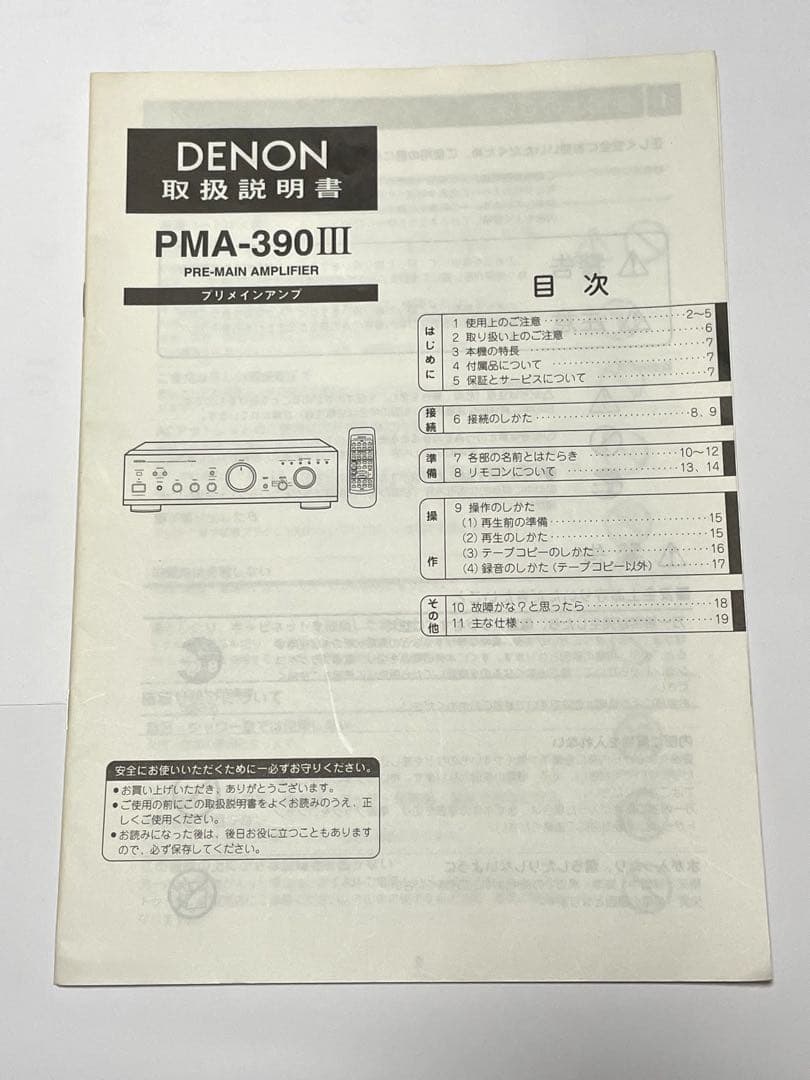 DENON
取扱説明書
PMA-390III
PRE-MAIN AMPLIFIER
プリメインアンプ
目 次
はじめに
1 使用上のご注意 ‥‥‥‥‥‥‥‥‥‥ 2～5
2 取り扱い上のご注意 ‥‥‥‥‥‥‥‥‥‥ 6
3 本機の特長 ‥‥‥‥‥‥‥‥‥‥ 7
4 付属品について ‥‥‥‥‥‥‥‥‥‥ 7
5 保証とサービスについて ‥‥‥‥‥‥‥‥ 7
接続
6 接続のしかた ‥‥‥‥‥‥‥‥‥‥ 8、9
準備
7 各部の名前とはたらき ‥‥‥‥‥‥‥ 10～12
8 リモコンについて ‥‥‥‥‥‥‥‥ 13、14
操作
9 操作のしかた
(1) 再生前の準備 ‥‥‥‥‥‥‥‥‥‥ 15
(2) 再生のしかた ‥‥‥‥‥‥‥‥‥‥ 15
(3) テープコピーのしかた ‥‥‥‥‥‥‥‥ 16
(4) 録音のしかた (テープコピー以外) ‥‥‥‥ 17
その他
10 故障かな？と思ったら ‥‥‥‥‥‥‥‥ 18
11 主な仕様 ‥‥‥‥‥‥‥‥‥‥ 19
安全にお使いいただくために―必ずお守りください。
●お買い上げいただき、ありがとうございます。
●ご使用の前にこの取扱説明書をよくお読みのうえ、正
しくご使用ください。
●お読みになった後は、後日お役に立つこともあります
ので、必ず保存してください。